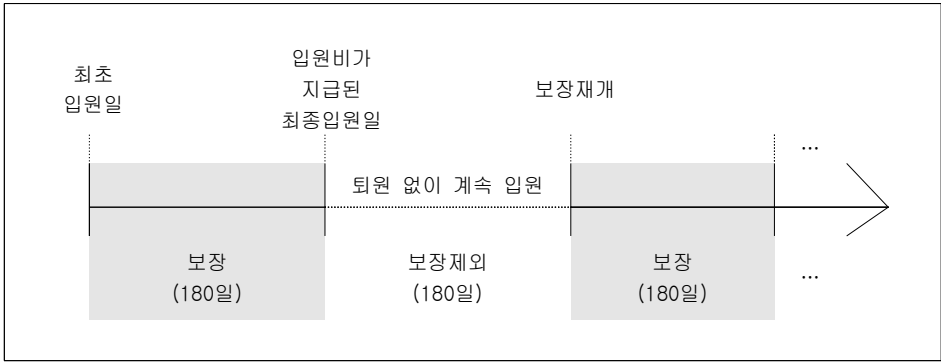 최초
입원일
입원비가
지급된
최종입원일
보장재개
...
퇴원 없이 계속 입원
보장
(180일)
보장제외
(180일)
보장
(180일)
...